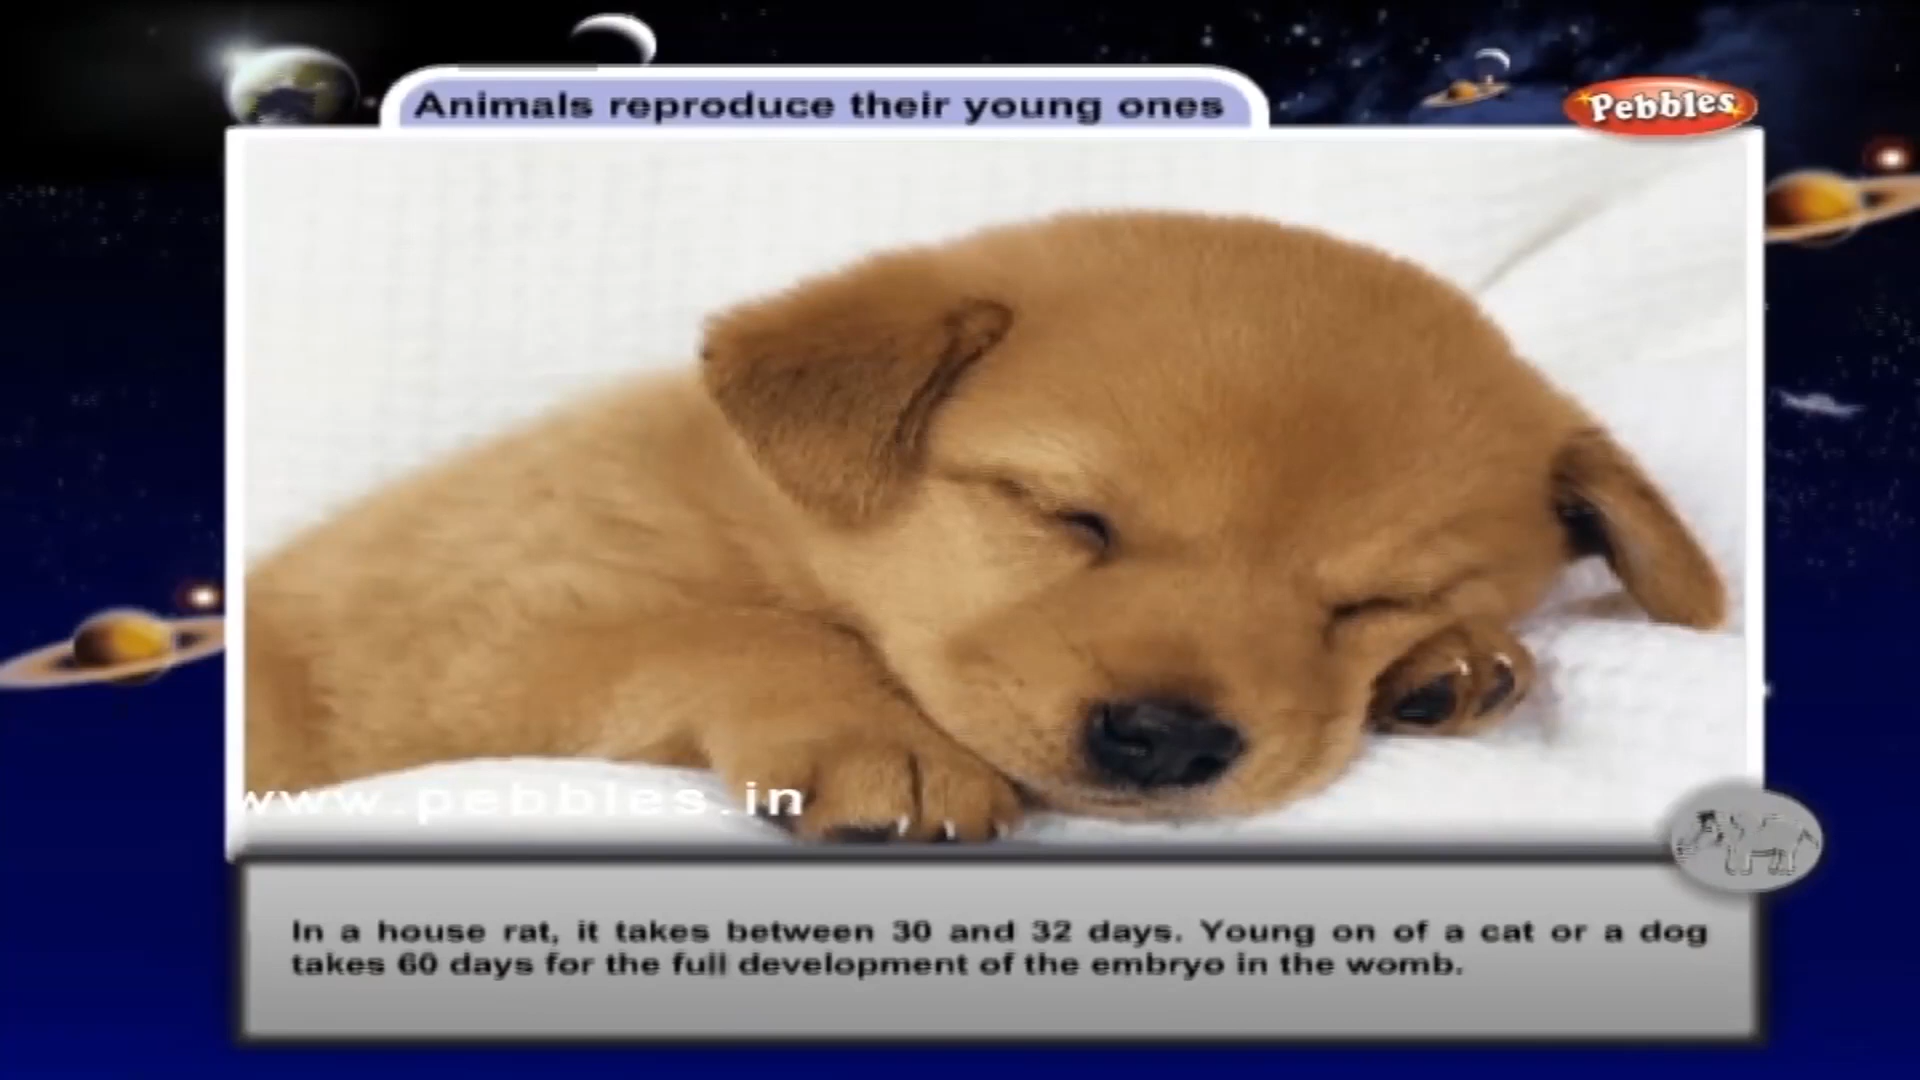 Animals reproduce their young ones
Pebbles
www.pebbles.in
In a house rat, it takes between 30 and 32 days. Young on of a cat or a dog
takes 60 days for the full development of the embryo in the womb.